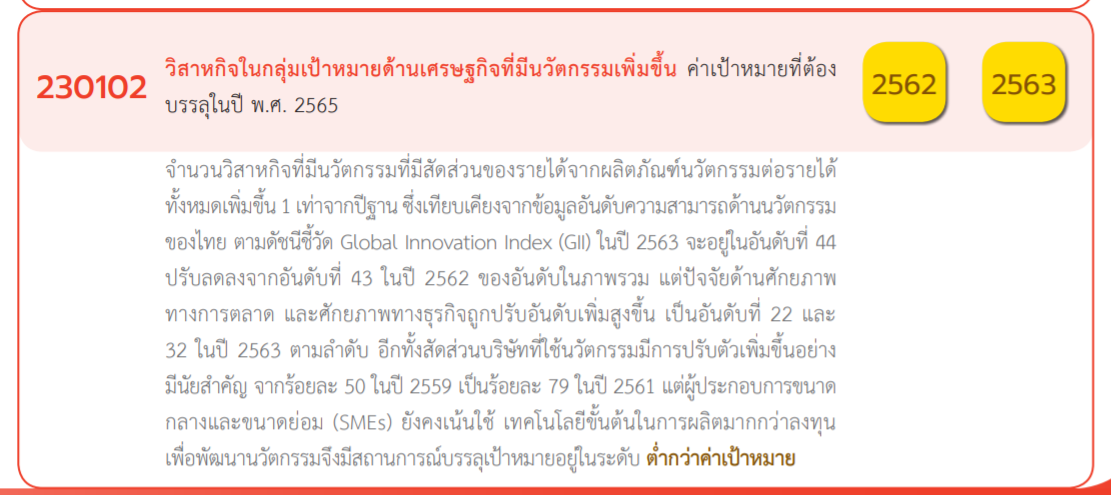 230102
วิสาหกิจในกลุ่มเป้าหมายด้านเศรษฐกิจที่มีนวัตกรรมเพิ่มขึ้น ค่าเป้าหมายที่ต้อง
บรรลุในปี พ.ศ. 2565
2562
2563
จำนวนวิสาหกิจที่มีนวัตกรรมที่มีสัดส่วนของรายได้จากผลิตภัณฑ์นวัตกรรมต่อรายได้
ทั้งหมดเพิ่มขึ้น 1 เท่าจากปีฐาน ซึ่งเทียบเคียงจากข้อมูลอันดับความสามารถด้านนวัตกรรม
ของไทย ตามดัชนีชี้วัด Global Innovation Index (GII) ในปี 2563 จะอยู่ในอันดับที่ 44
ปรับลดลงจากอันดับที่ 43 ในปี 2562 ของอันดับในภาพรวม แต่ปัจจัยด้านศักยภาพ
ทางการตลาด และศักยภาพทางธุรกิจถูกปรับอันดับเพิ่มสูงขึ้น เป็นอันดับที่ 22 และ
32 ในปี 2563 ตามลำดับ อีกทั้งสัดส่วนบริษัทที่ใช้นวัตกรรมมีการปรับตัวเพิ่มขึ้นอย่าง
มีนัยสำคัญ จากร้อยละ 50 ในปี 2559 เป็นร้อยละ 79 ในปี 2561 แต่ผู้ประกอบการขนาด
กลางและขนาดย่อม (SMEs) ยังคงเน้นใช้ เทคโนโลยีขั้นต้นในการผลิตมากกว่าลงทุน
เพื่อพัฒนานวัตกรรมจึงมีสถานการณ์บรรลุเป้าหมายอยู่ในระดับ ต่ำกว่าค่าเป้าหมาย